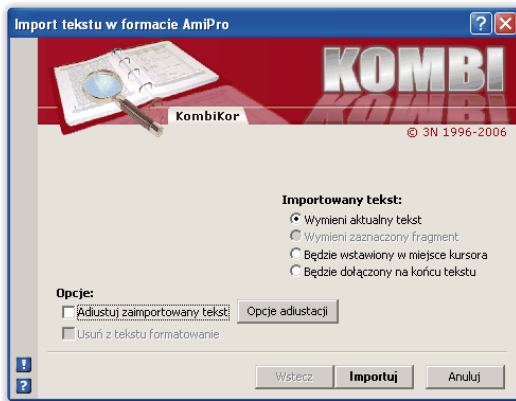 Import tekstu w formacie AmiPro
KOMBI
KombiKor
© 3N 1996-2006
Importowany tekst:
Wymieni aktualny tekst
Wymieni zaznaczony fragment
Będzie wstawiony w miejsce kursora
Będzie dołączony na końcu tekstu
Opcje:
Adiustuj zaimportowany tekst
Opcje adiustacji
Usuń z tekstu formatowanie
Wstecz
Importuj
Anuluj